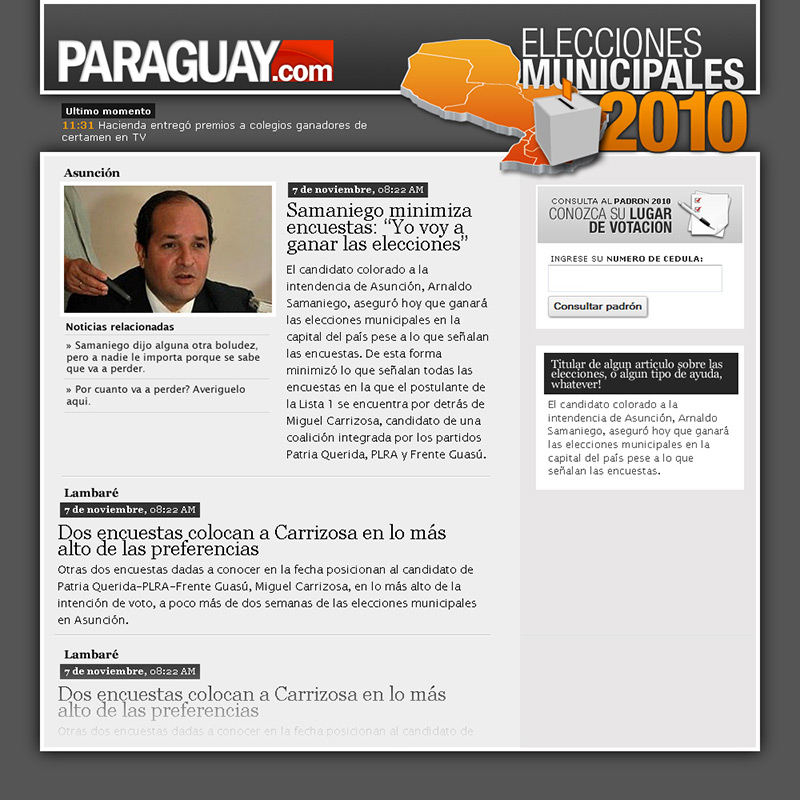 PARAGUAY.com
ELECCIONES
MUNICIPALES
2010
Ultimo momento
11:31 Hacienda entregó premios a colegios ganadores de
certamen en TV
Asunción
7 de noviembre, 08:22 AM
Samaniego minimiza
encuestas: “Yo voy a
ganar las elecciones”
El candidato colorado a la
intendencia de Asunción, Arnaldo
Samaniego, aseguró hoy que ganará
las elecciones municipales en la
capital del país pese a lo que señalan
las encuestas. De esta forma
minimizó lo que señalan todas las
encuestas en la que el postulante de
la Lista 1 se encuentra por detrás de
Miguel Carrizosa, candidato de una
coalición integrada por los partidos
Patria Querida, PLRA y Frente Guasú.
Noticias relacionadas
» Samaniego dijo alguna otra boludez,
pero a nadie le importa porque se sabe
que va a perder.
» Por cuanto va a perder? Averiguelo
aqui.
Lambaré
7 de noviembre, 08:22 AM
Dos encuestas colocan a Carrizosa en lo más
alto de las preferencias
Otras dos encuestas dadas a conocer en la fecha posicionan al candidato de
Patria Querida-PLRA-Frente Guasú, Miguel Carrizosa, en lo más alto de la
intención de voto, a poco más de dos semanas de las elecciones municipales
en Asunción.
Lambaré
7 de noviembre, 08:22 AM
Dos encuestas colocan a Carrizosa en lo más
alto de las preferencias
Otras dos encuestas dadas a conocer en la fecha posicionan al candidato de
CONSULTA AL PADRON 2010
CONOZCA SU LUGAR
DE VOTACION
INGRESE SU NUMERO DE CEDULA:
Consultar padrón
Titular de algun articulo sobre las
elecciones, o algun tipo de ayuda,
whatever!
El candidato colorado a la
intendencia de Asunción, Arnaldo
Samaniego, aseguró hoy que ganará
las elecciones municipales en la
capital del país pese a lo que
señalan las encuestas.